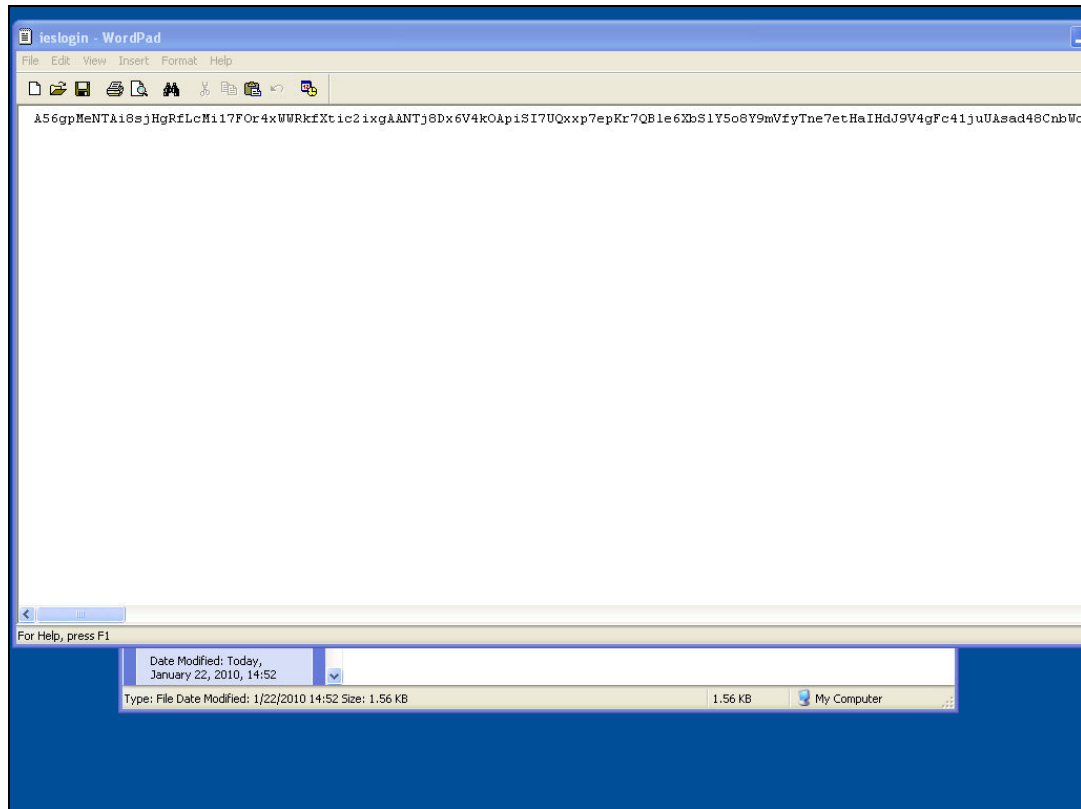 ieslogin - WordPad
File Edit View Insert Format Help
A56gpMeNTAi8sjHgRfLcMi17FOr4xWWRkfXtic2ixgAANTj8Dx6V4kOApiSI7UQxxp7epKr7QBle6XbSlY5o8Y9mVfyTne7etHaIHdJ9V4gFc41juUAsad48CnbWo
For Help, press F1
Date Modified: Today,
January 22, 2010, 14:52
Type: File Date Modified: 1/22/2010 14:52 Size: 1.56 KB
1.56 KB
My Computer